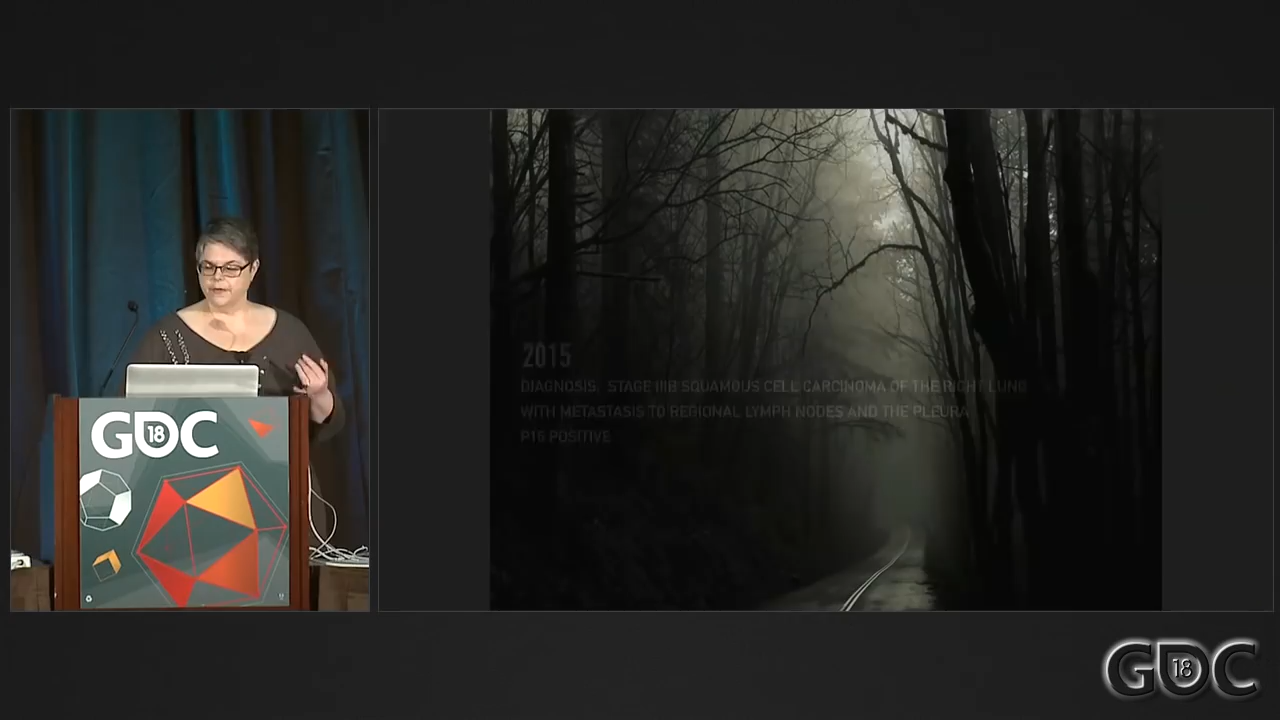 2015
DIAGNOSIS: STAGE IIIB SQUAMOUS CELL CARCINOMA OF THE RIGHT LUNG
WITH METASTASIS TO REGIONAL LYMPH NODES AND THE PLEURA
P16 POSITIVE
GDC
18
GDC
18